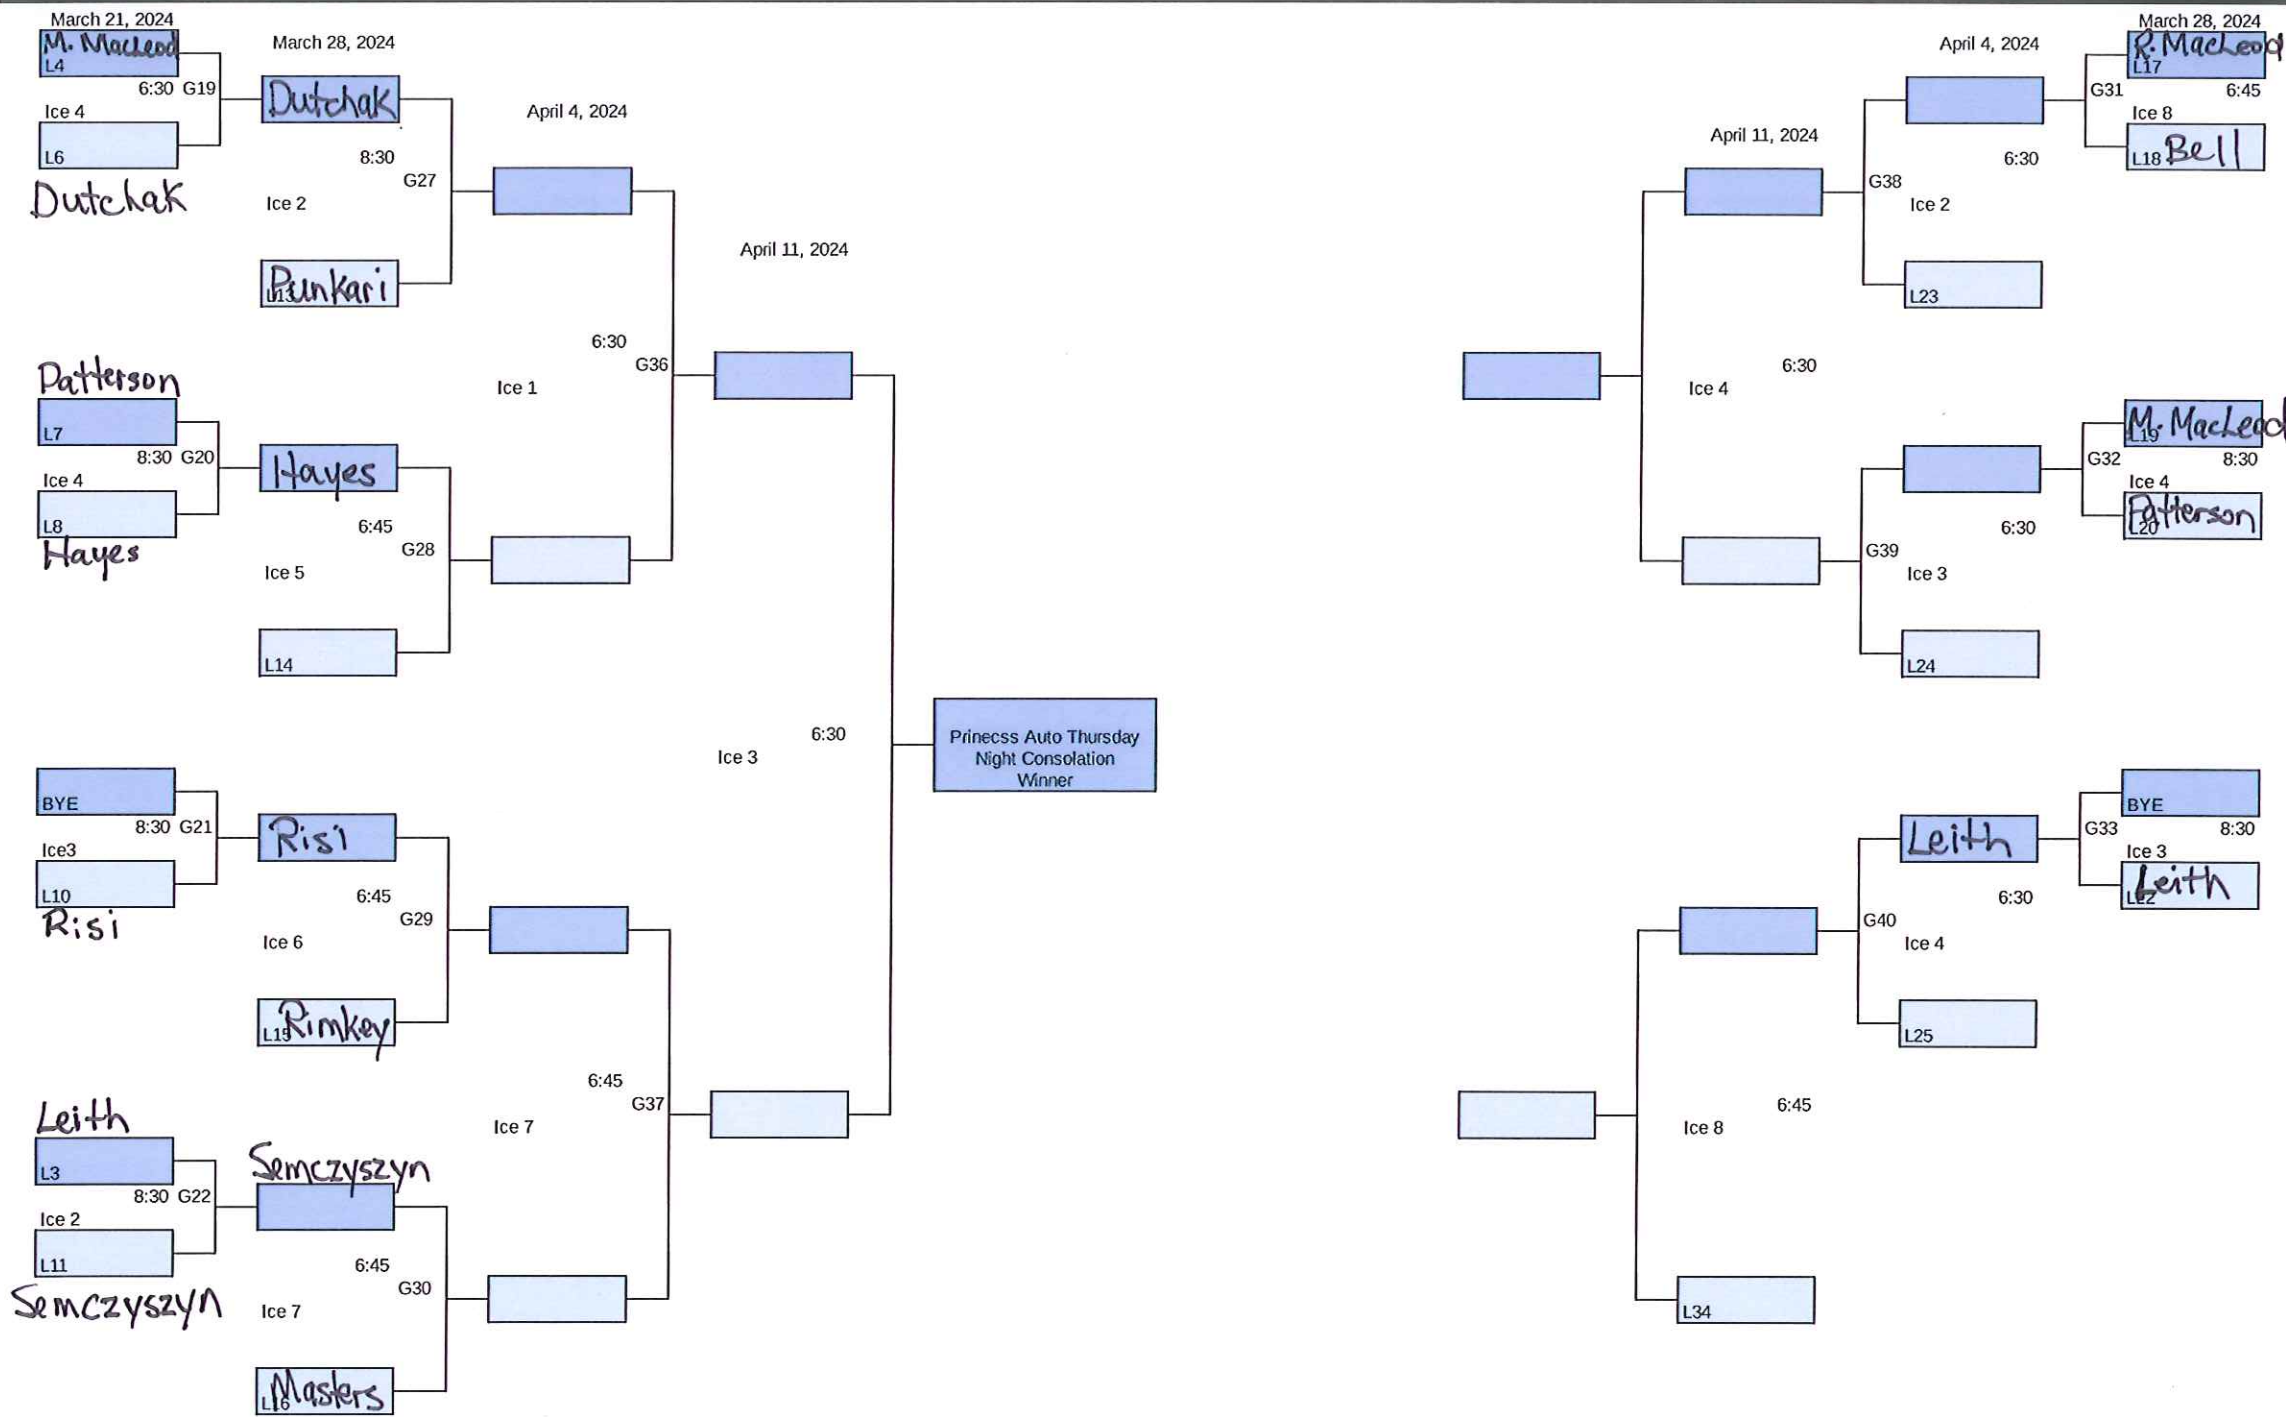 March 21, 2024
M. MacLeod
L4
6:30 G19
Ice 4
L6
Dutchak
Patterson
L7
8:30 G20
Ice 4
L8
Hayes
BYE
8:30 G21
Ice3
L10
Risi
Leith
L3
8:30 G22
Ice 2
L11
Semczyszyn
March 28, 2024
Dutchak
8:30
G27
Ice 2
L13
Punkari
Hayes
6:45
G28
Ice 5
L14
Risi
6:45
G29
Ice 6
L15
Rimkey
Semczyszyn
6:45
G30
Ice 7
L16
Masters
April 4, 2024
6:30
G36
Ice 1
6:45
G37
Ice 7
April 11, 2024
6:30
Ice 3
Prinecss Auto Thursday
Night Consolation
Winner
April 11, 2024
6:30
Ice 4
6:45
Ice 8
L34
April 4, 2024
6:30
G38
Ice 2
L23
6:30
G39
Ice 3
L24
Leith
6:30
G40
Ice 4
L25
March 28, 2024
R. MacLeod
L17
G31
6:45
Ice 8
L18 Bell
M. MacLeod
L19
G32
8:30
Ice 4
Patterson
L20
BYE
G33
8:30
Ice 3
Leith
L22